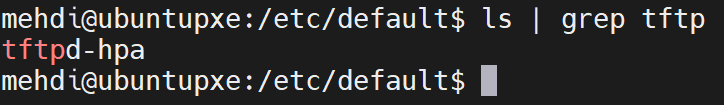 mehdi@ubuntupxe:/etc/default$ ls | grep tftp
tftpd-hpa
mehdi@ubuntupxe:/etc/default$